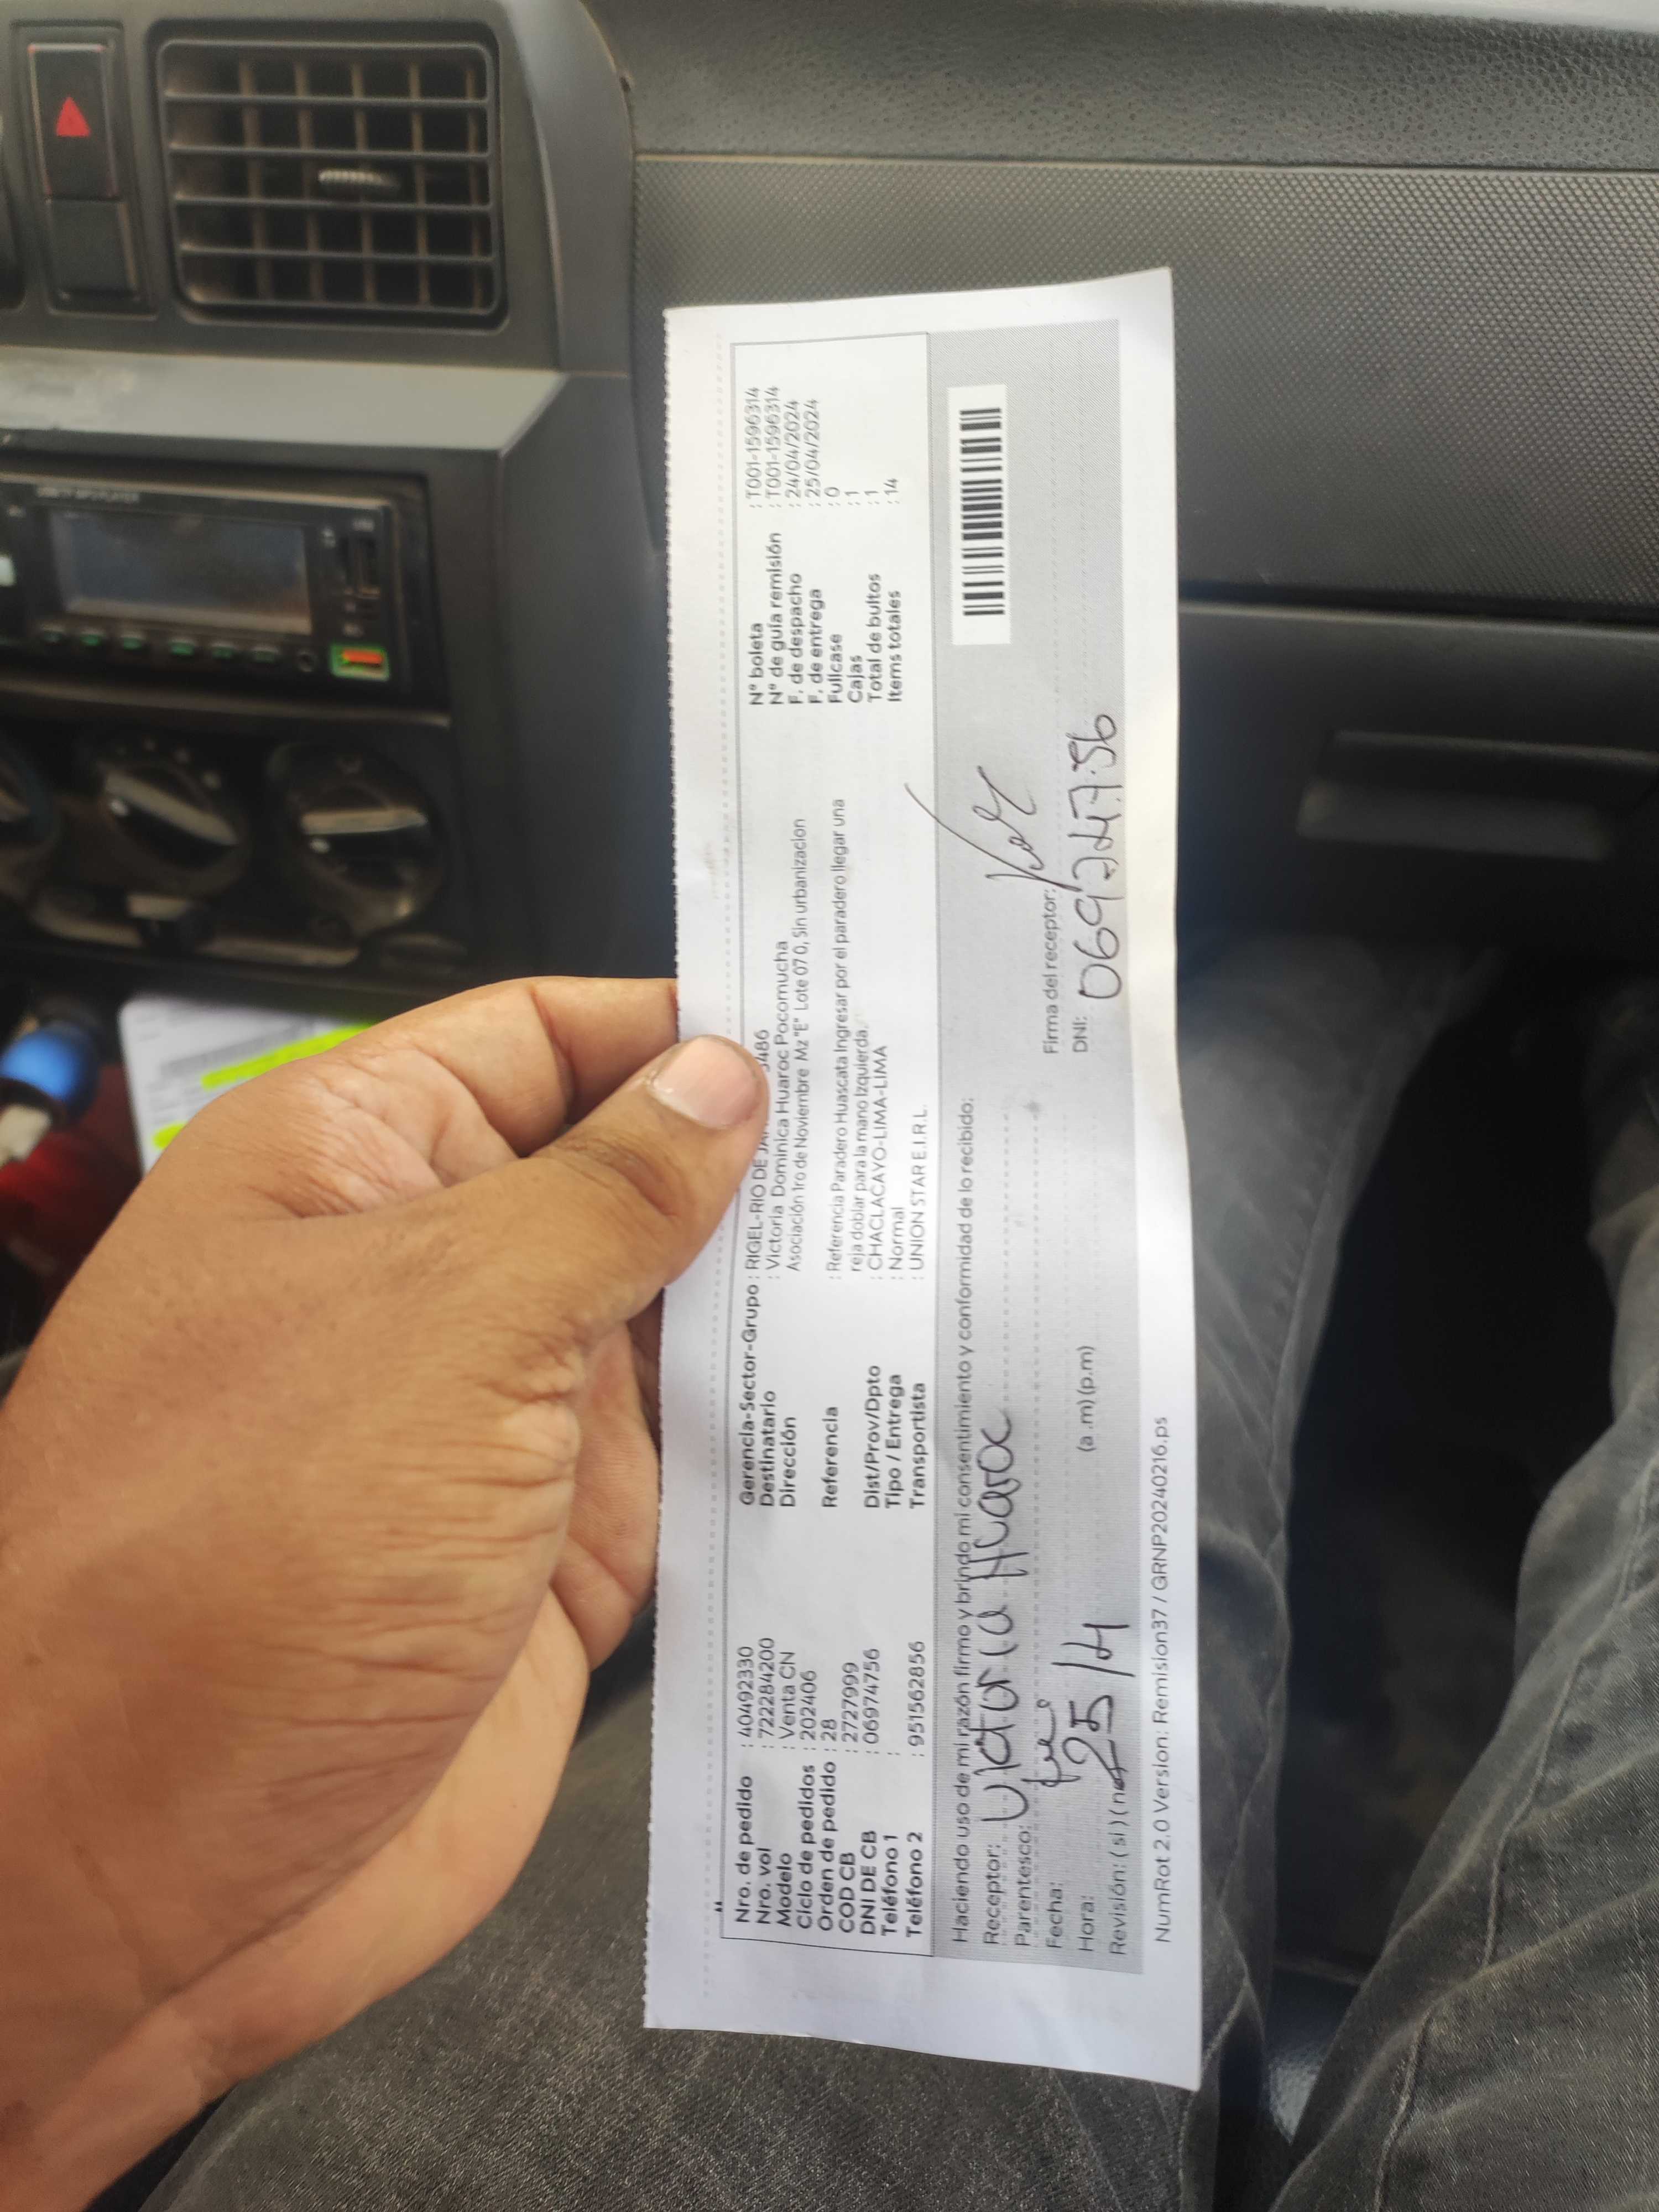 Nro. de pedido : 40492330
Nro. vol : 722284200
Modelo : Venta CN
Ciclo de pedidos : 202406
Orden de pedido : 28
COD CB : 2727999
DNI DE CB : 06974756
Teléfono 1 :
Teléfono 2 : 951562856
Gerencia-Sector-Grupo : RIGEL-RIO DE
Destinatario : Victoria Dominica Huaroc Pocomucha
Dirección Asociación 1ro de Noviembre Mz "E" Lote 07 0, Sin urbanizacion
Referencia : Referencia Paradero Huascata Ingresar por el paradero llegar una
reja doblar para la mano Izquierda.
Dist/Prov/Dpto : CHACLACAYO-LIMA-LIMA
Tipo / Entrega : Normal
Transportista : UNION STAR E.I.R.L.
N° boleta : T001-1596314
N° de guía remisión : T001-1596314
F. de despacho : 24/04/2024
F. de entrega : 25/04/2024
Fullcase : 0
Cajas : 1
Total de bultos : 1
Items totales : 14
Haciendo uso de mi razón firmo y brindo mi consentimiento y conformidad de lo recibido:
Receptor: Victoria Huaroc
Parentesco:
Fecha: 25/4
Hora: (a.m) (p.m)
Revisión: ( si ) ( no
Firma del receptor:
DNI:
NumRot 2.0 Version: Remision37 / GRNP20240216.ps